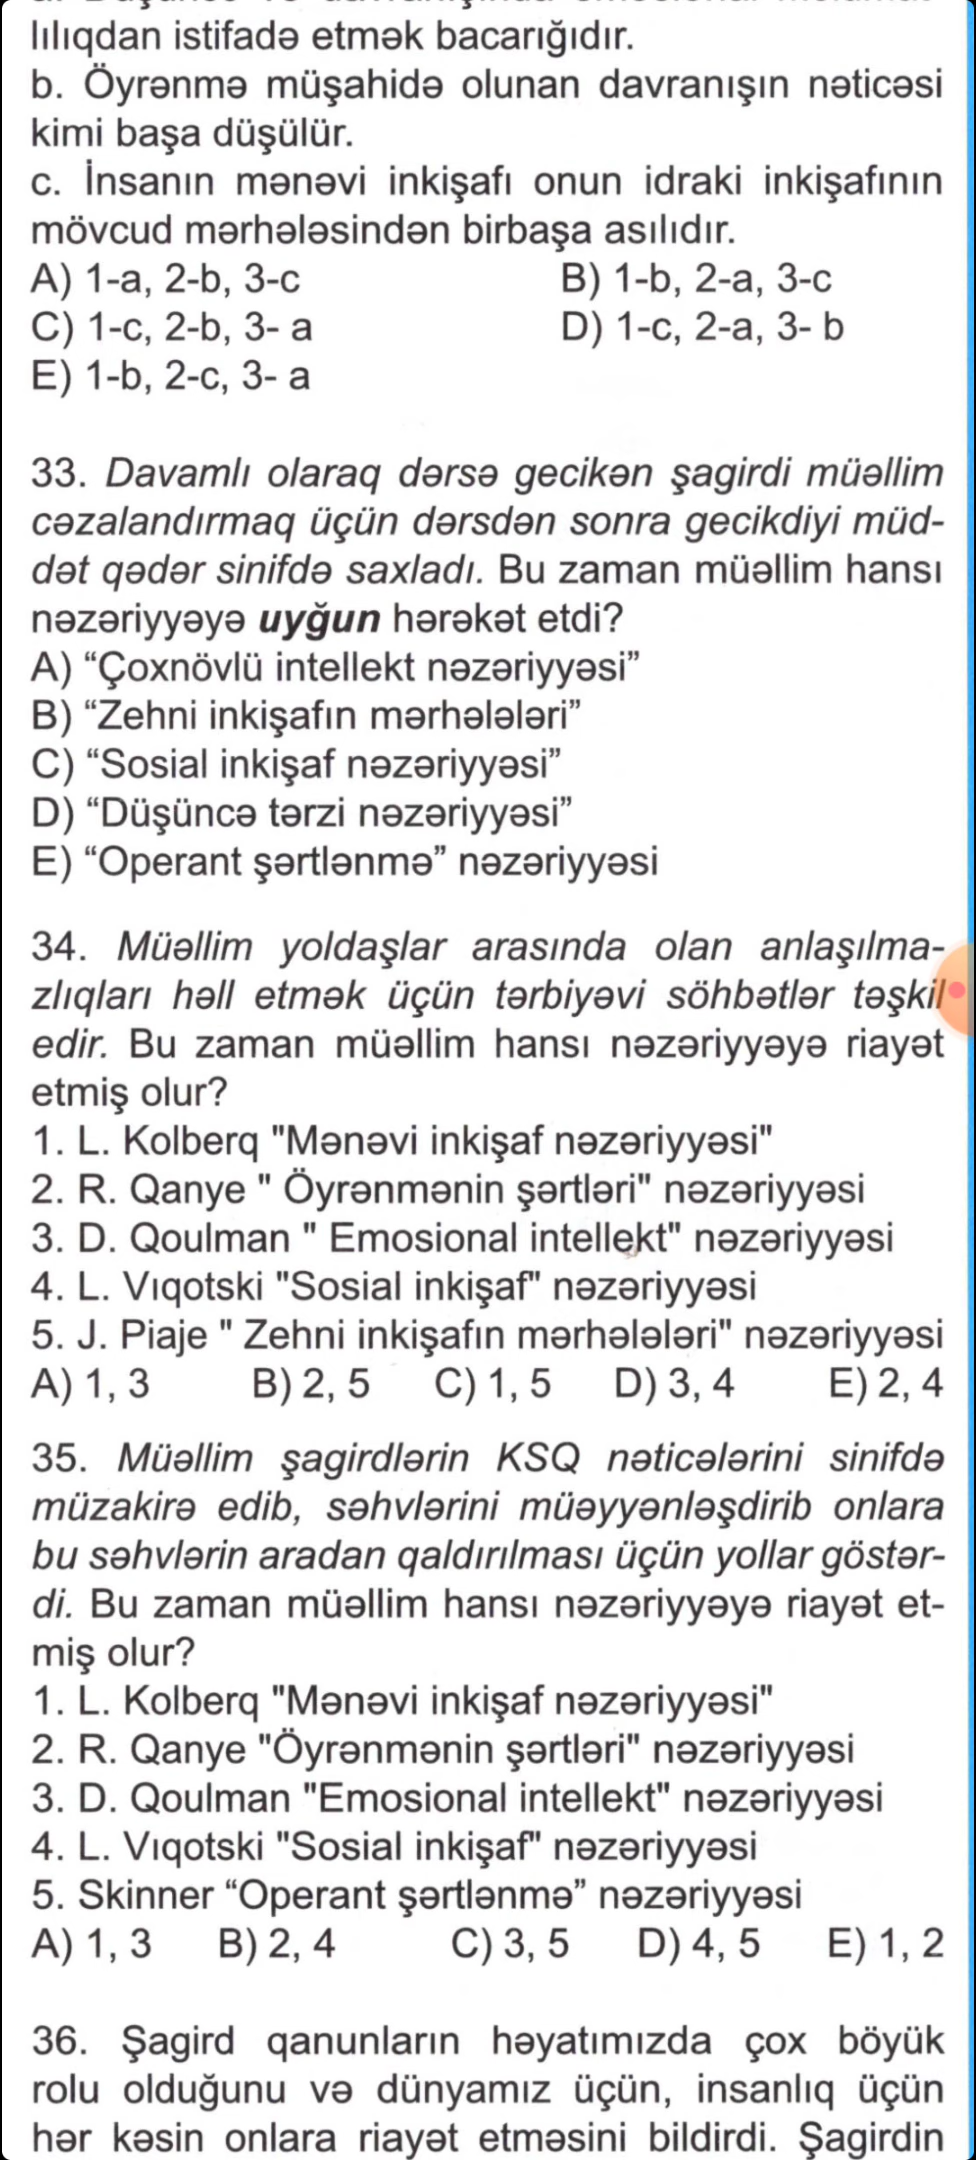 lılıqdan istifadə etmək bacarığıdır.
b. Öyrənmə müşahidə olunan davranışın nəticəsi
kimi başa düşülür.
c. İnsanın mənəvi inkişafı onun idraki inkişafının
mövcud mərhələsindən birbaşa asılıdır.
A) 1-a, 2-b, 3-c B) 1-b, 2-a, 3-c
C) 1-c, 2-b, 3- a D) 1-c, 2-a, 3- b
E) 1-b, 2-c, 3- a
33. Davamlı olaraq dərsə gecikən şagirdi müəllim
cəzalandırmaq üçün dərsdən sonra gecikdiyi müd-
dət qədər sinifdə saxladı. Bu zaman müəllim hansı
nəzəriyyəyə uyğun hərəkət etdi?
A) “Çoxnövlü intellekt nəzəriyyəsi”
B) “Zehni inkişafın mərhələləri”
C) “Sosial inkişaf nəzəriyyəsi”
D) “Düşüncə tərzi nəzəriyyəsi”
E) “Operant şərtlənmə” nəzəriyyəsi
34. Müəllim yoldaşlar arasında olan anlaşılma-
zlıqları həll etmək üçün tərbiyəvi söhbətlər təşkil
edir. Bu zaman müəllim hansı nəzəriyyəyə riayət
etmiş olur?
1. L. Kolberq "Mənəvi inkişaf nəzəriyyəsi"
2. R. Qanye " Öyrənmənin şərtləri" nəzəriyyəsi
3. D. Qoulman " Emosional intellekt" nəzəriyyəsi
4. L. Vıqotski "Sosial inkişaf" nəzəriyyəsi
5. J. Piaje " Zehni inkişafın mərhələləri" nəzəriyyəsi
A) 1, 3 B) 2, 5 C) 1, 5 D) 3, 4 E) 2, 4
35. Müəllim şagirdlərin KSQ nəticələrini sinifdə
müzakirə edib, səhvlərini müəyyənləşdirib onlara
bu səhvlərin aradan qaldırılması üçün yollar göstər-
di. Bu zaman müəllim hansı nəzəriyyəyə riayət et-
miş olur?
1. L. Kolberq "Mənəvi inkişaf nəzəriyyəsi"
2. R. Qanye "Öyrənmənin şərtləri" nəzəriyyəsi
3. D. Qoulman "Emosional intellekt" nəzəriyyəsi
4. L. Vıqotski "Sosial inkişaf" nəzəriyyəsi
5. Skinner “Operant şərtlənmə” nəzəriyyəsi
A) 1, 3 B) 2, 4 C) 3, 5 D) 4, 5 E) 1, 2
36. Şagird qanunların həyatımızda çox böyük
rolu olduğunu və dünyamız üçün, insanlıq üçün
hər kəsin onlara riayət etməsini bildirdi. Şagirdin